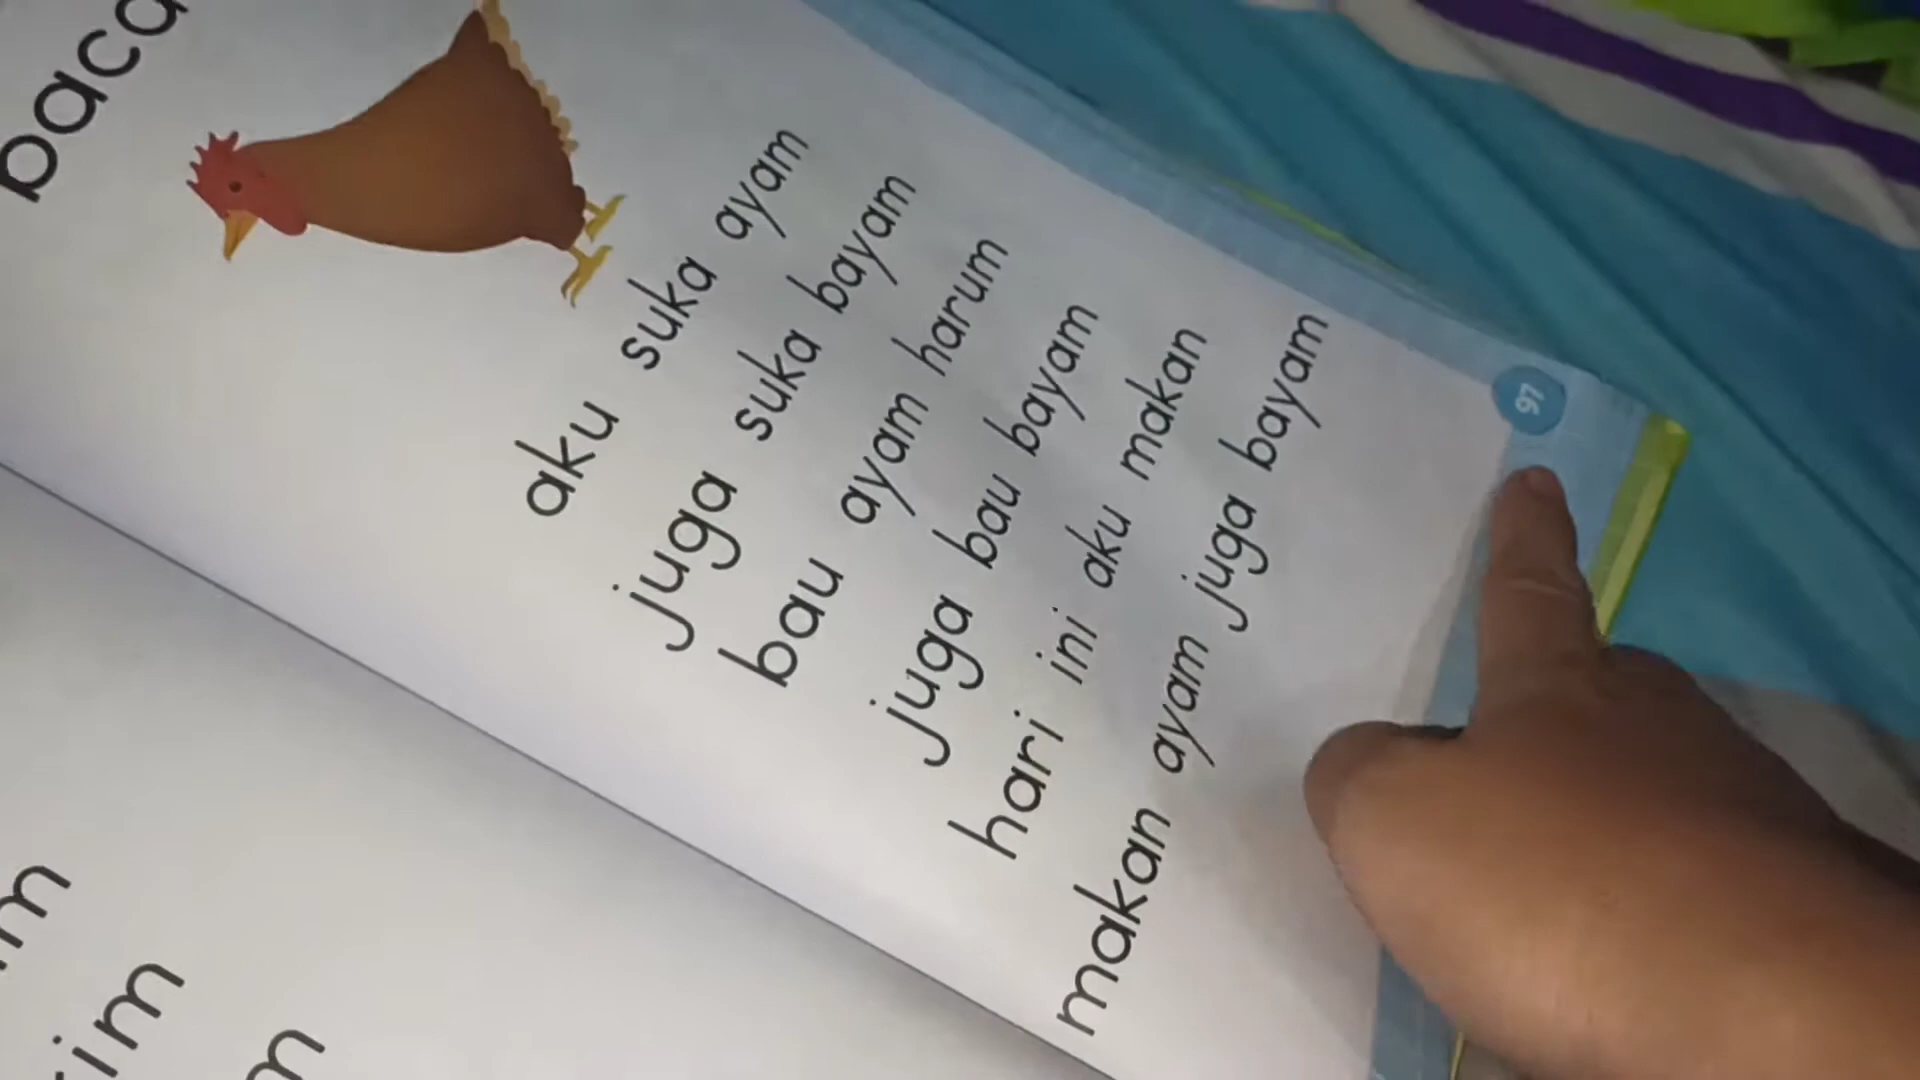 baca
aku suka ayam
juga suka bayam
bau ayam harum
juga bau bayam
hari ini aku makan
makan ayam juga bayam
97